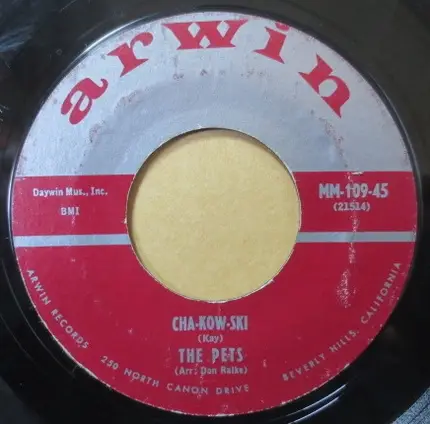 arwin
Daywin Mus., Inc.
BMI
MM-109-45
(21514)
CHA-KOW-SKI
(Kay)
THE PETS
(Arr: Dan Ralke)
ARWIN RECORDS 250 NORTH CANON DRIVE BEVERLY HILLS, CALIFORNIA